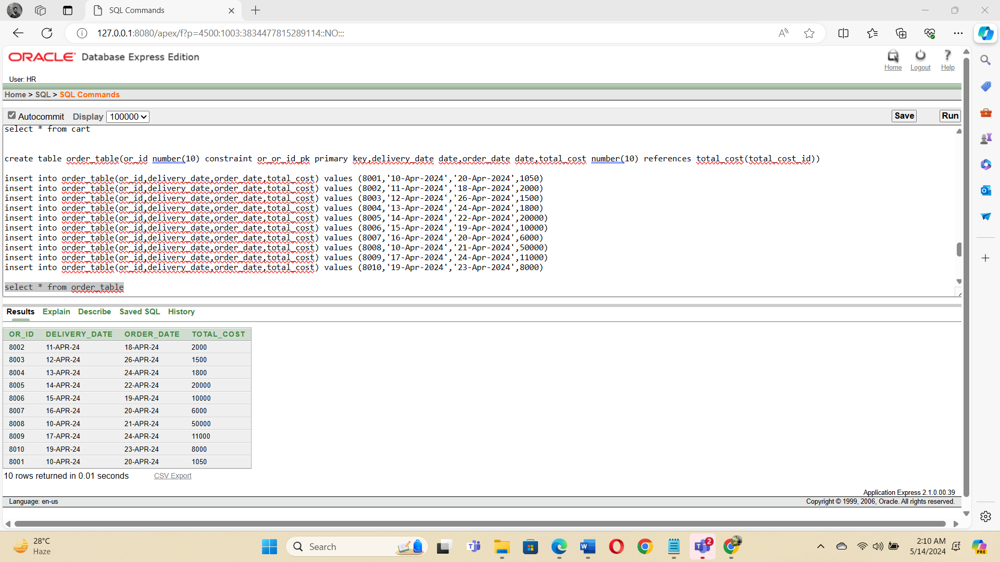 SQL Commands
127.0.0.1:8080/apex/f?p=4500:1003:3834477815289114::NO:::
ORACLE Database Express Edition
Home Logout Help
User: HR
Home > SQL > SQL Commands
Autocommit Display 100000 Save Run
select * from cart
create table order_table(or_id number(10) constraint or_or_id_pk primary key,delivery_date date,order_date date,total_cost number(10) references total_cost(total_cost_id))
insert into order_table(or_id,delivery_date,order_date,total_cost) values (8001,'10-Apr-2024','20-Apr-2024',1050)
insert into order_table(or_id,delivery_date,order_date,total_cost) values (8002,'11-Apr-2024','18-Apr-2024',2000)
insert into order_table(or_id,delivery_date,order_date,total_cost) values (8003,'12-Apr-2024','26-Apr-2024',1500)
insert into order_table(or_id,delivery_date,order_date,total_cost) values (8004,'13-Apr-2024','24-Apr-2024',1800)
insert into order_table(or_id,delivery_date,order_date,total_cost) values (8005,'14-Apr-2024','22-Apr-2024',20000)
insert into order_table(or_id,delivery_date,order_date,total_cost) values (8006,'15-Apr-2024','19-Apr-2024',10000)
insert into order_table(or_id,delivery_date,order_date,total_cost) values (8007,'16-Apr-2024','20-Apr-2024',6000)
insert into order_table(or_id,delivery_date,order_date,total_cost) values (8008,'10-Apr-2024','21-Apr-2024',50000)
insert into order_table(or_id,delivery_date,order_date,total_cost) values (8009,'17-Apr-2024','24-Apr-2024',11000)
insert into order_table(or_id,delivery_date,order_date,total_cost) values (8010,'19-Apr-2024','23-Apr-2024',8000)
select * from order_table
Results Explain Describe Saved SQL History
OR_ID DELIVERY_DATE ORDER_DATE TOTAL_COST
8002 11-APR-24 18-APR-24 2000
8003 12-APR-24 26-APR-24 1500
8004 13-APR-24 24-APR-24 1800
8005 14-APR-24 22-APR-24 20000
8006 15-APR-24 19-APR-24 10000
8007 16-APR-24 20-APR-24 6000
8008 10-APR-24 21-APR-24 50000
8009 17-APR-24 24-APR-24 11000
8010 19-APR-24 23-APR-24 8000
8001 10-APR-24 20-APR-24 1050
10 rows returned in 0.01 seconds CSV Export
Application Express 2.1.0.00.39
Language: en-us Copyright © 1999, 2006, Oracle. All rights reserved.
28°C
Haze
Search
2
PRE
2:10 AM
5/14/2024